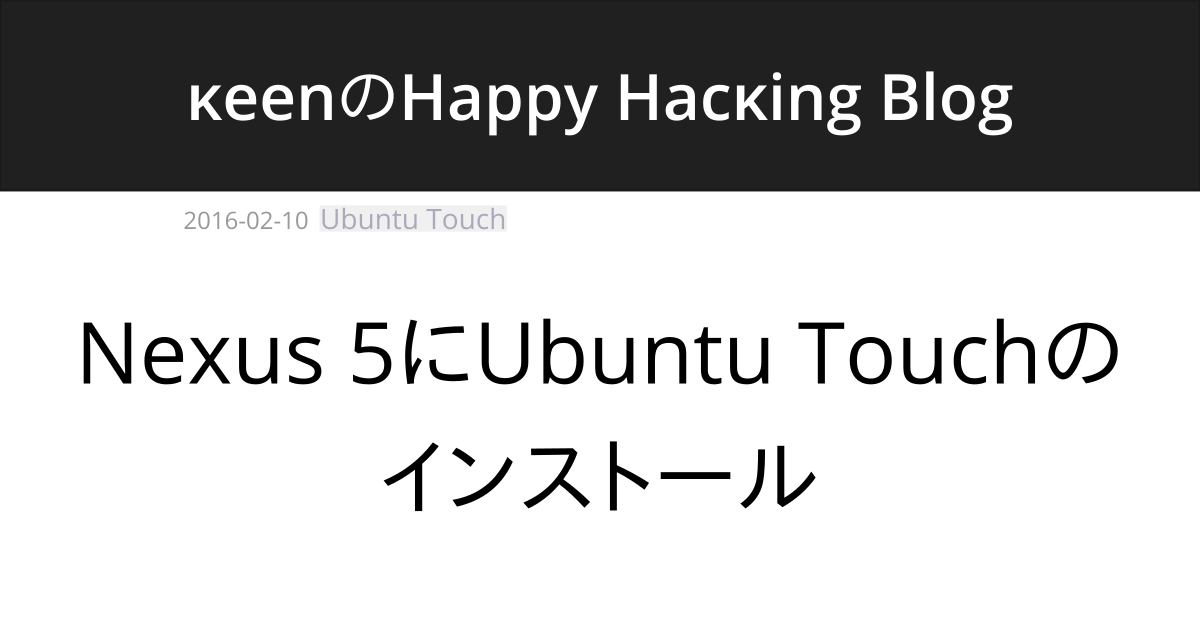 κeenのHappy Hacκing Blog
2016-02-10 Ubuntu Touch
Nexus 5にUbuntu Touchの
インストール